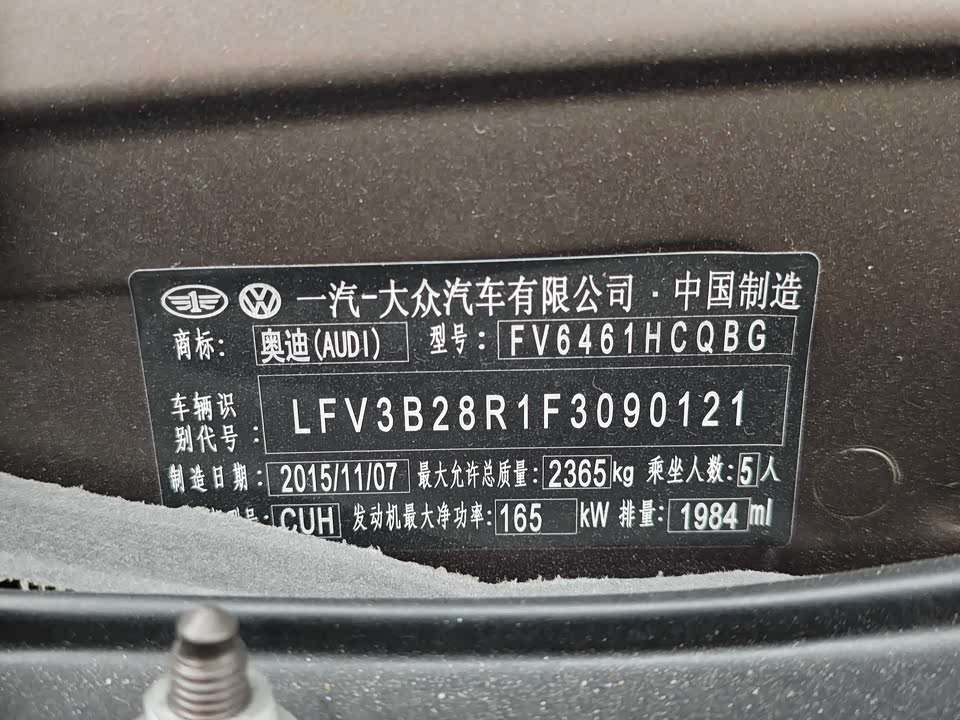 一汽-大众汽车有限公司·中国制造
商标: 奥迪(AUDI) 型号: FV6461HCQBG
车辆识别代号: LFV3B28R1F3090121
制造日期: 2015/11/07 最大允许总质量: 2365kg 乘坐人数: 5人
CUH 发动机最大净功率: 165 kW 排量: 1984ml